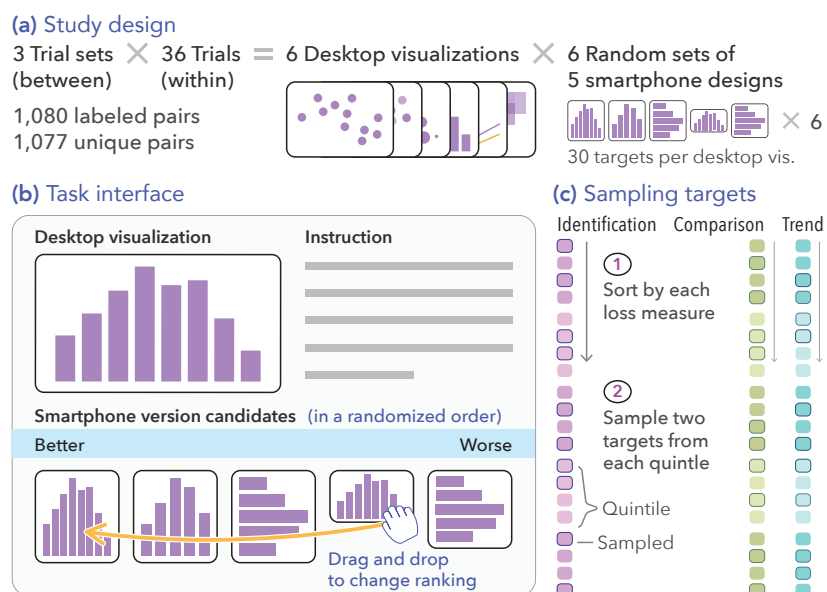 (a) Study design
3 Trial sets × 36 Trials = 6 Desktop visualizations × 6 Random sets of
(between) (within) 5 smartphone designs
1,080 labeled pairs
1,077 unique pairs
× 6
30 targets per desktop vis.
(b) Task interface
Desktop visualization
Instruction
Smartphone version candidates (in a randomized order)
Better Worse
Drag and drop
to change ranking
(c) Sampling targets
Identification Comparison Trend
1
Sort by each
loss measure
2
Sample two
targets from
each quintle
Quintile
Sampled